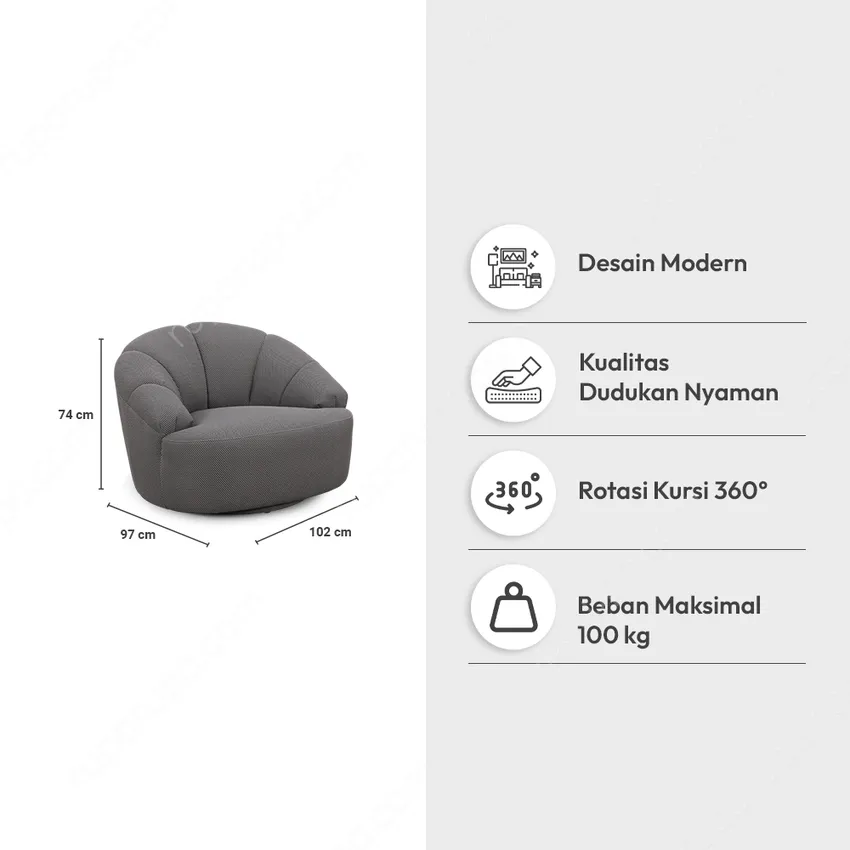 74 cm
97 cm
102 cm
Desain Modern
Kualitas
Dudukan Nyaman
360°
Rotasi Kursi 360°
Beban Maksimal
100 kg